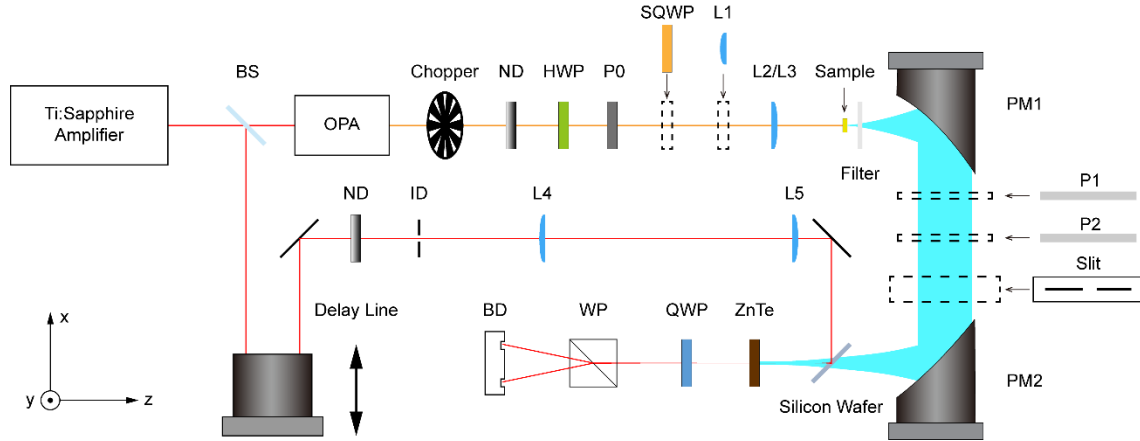 SQWP
L1
BS
Chopper
ND
HWP
P0
L2/L3
Sample
Ti:Sapphire
Amplifier
OPA
PM1
Filter
P1
ND
ID
L4
L5
P2
Slit
Delay Line
BD
WP
QWP
ZnTe
x
y
z
Silicon Wafer
PM2